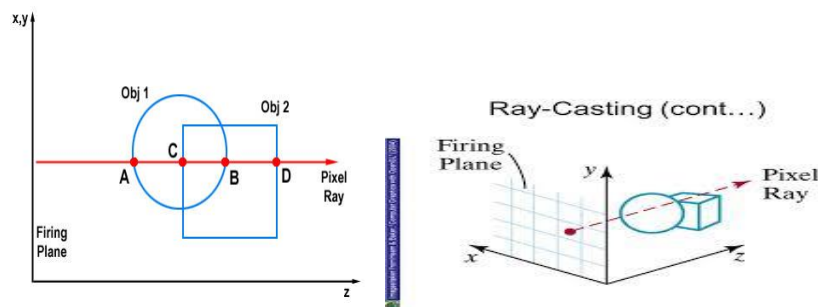 x,y
Obj 1
Obj 2
C
A
B
D
Pixel
Ray
Firing
Plane
z
Ray-Casting (cont…)
Firing
Plane
y
Pixel
Ray
x
z